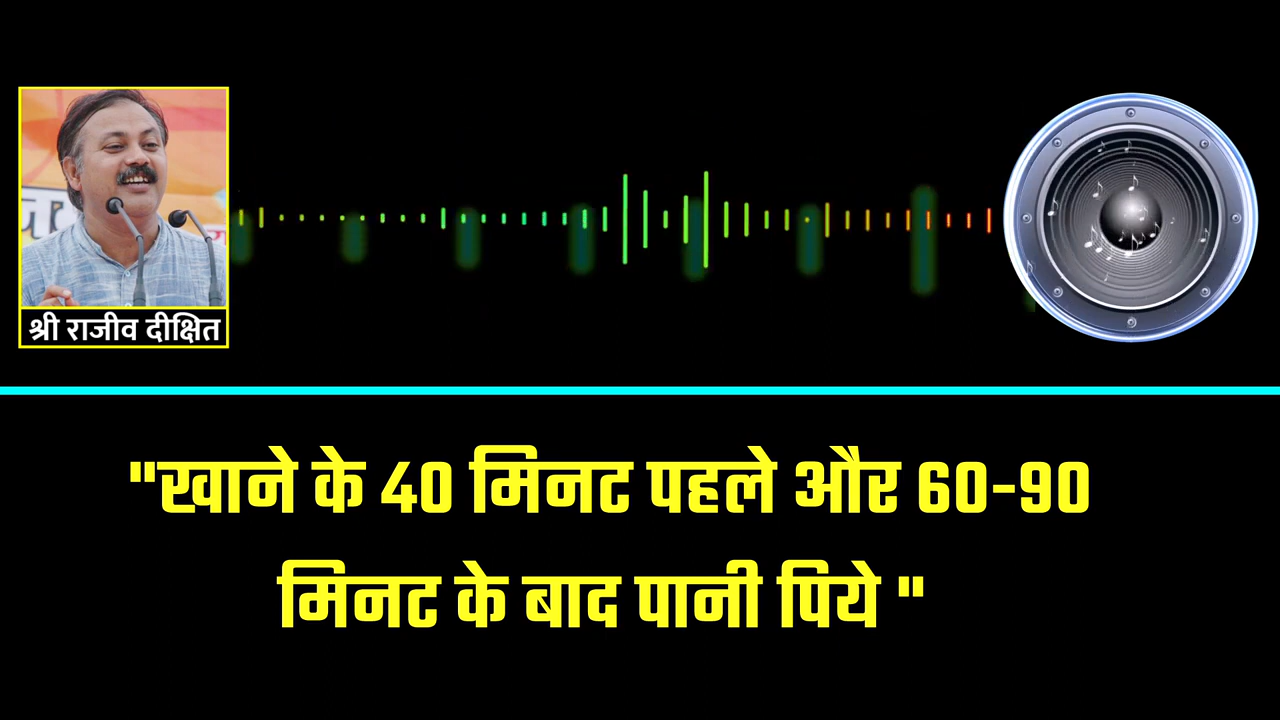 श्री राजीव दीक्षित
"खाने के 40 मिनट पहले और 60-90
मिनट के बाद पानी पिये "